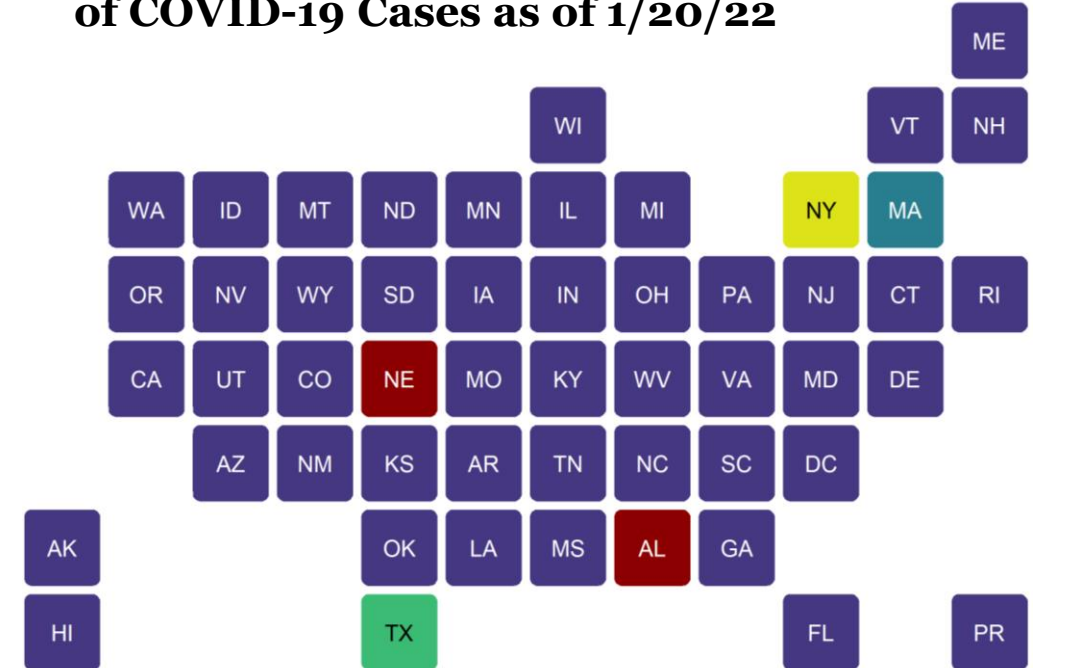 of COVID-19 Cases as of 1/20/22
ME
WI VT NH
WA ID MT ND MN IL MI NY MA
OR NV WY SD IA IN OH PA NJ CT RI
CA UT CO NE MO KY WV VA MD DE
AZ NM KS AR TN NC SC DC
AK OK LA MS AL GA
HI TX FL PR